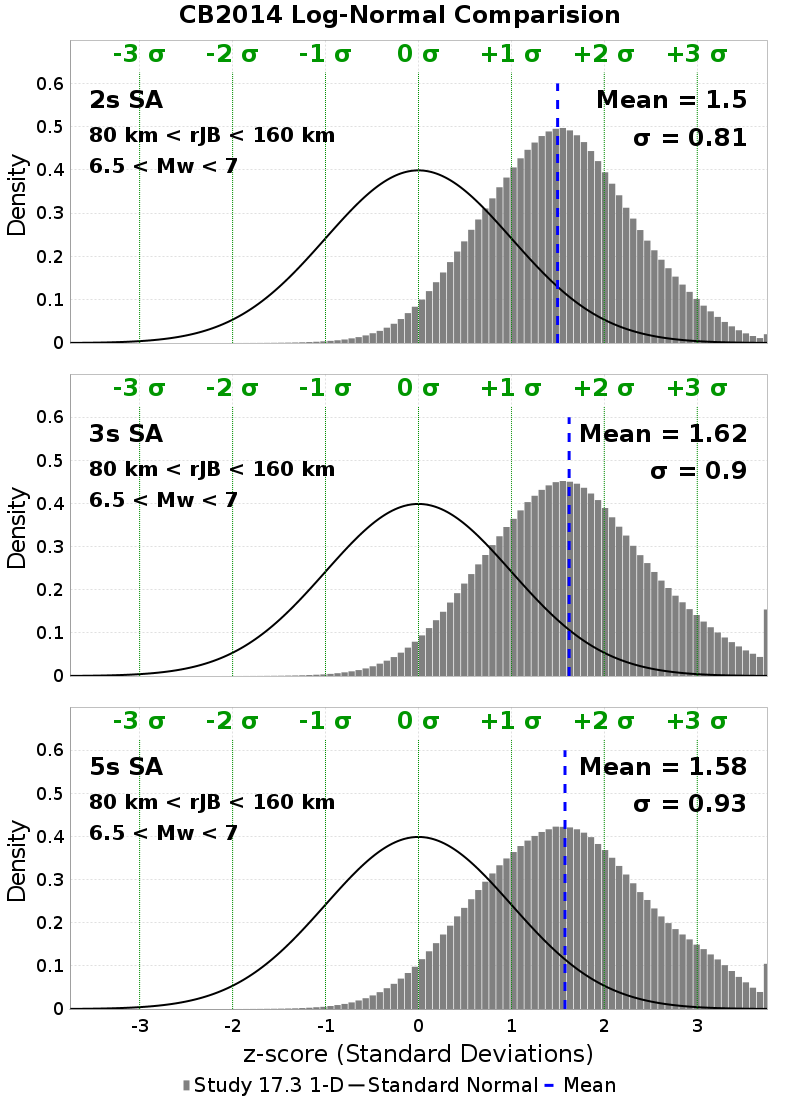 CB2014 Log-Normal Comparision
-3 σ -2 σ -1 σ 0 σ +1 σ +2 σ +3 σ
0.6
2s SA
Mean = 1.5
0.5
80 km < rJB < 160 km
σ = 0.81
6.5 < Mw < 7
0.4
0.3
0.2
0.1
0
Density
-3 σ -2 σ -1 σ 0 σ +1 σ +2 σ +3 σ
0.6
3s SA
Mean = 1.62
0.5
80 km < rJB < 160 km
σ = 0.9
6.5 < Mw < 7
0.4
0.3
0.2
0.1
0
Density
-3 σ -2 σ -1 σ 0 σ +1 σ +2 σ +3 σ
0.6
5s SA
Mean = 1.58
0.5
80 km < rJB < 160 km
σ = 0.93
6.5 < Mw < 7
0.4
0.3
0.2
0.1
0
Density
-3 -2 -1 0 1 2 3
z-score (Standard Deviations)
Study 17.3 1-D Standard Normal Mean